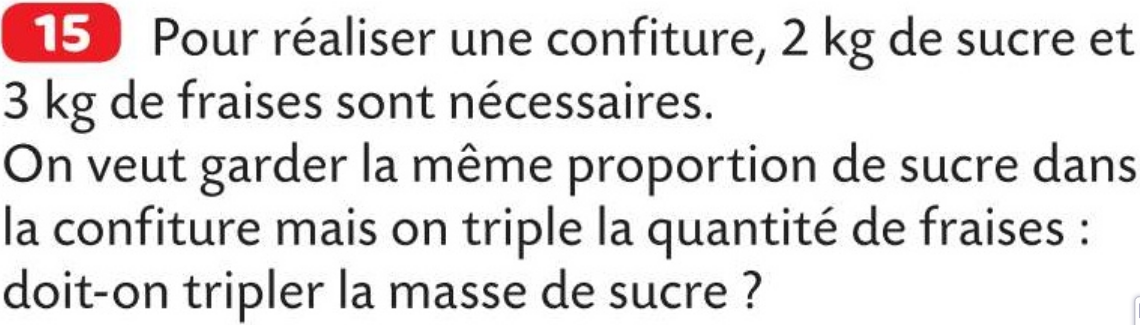 15 Pour réaliser une confiture, 2 kg de sucre et
3 kg de fraises sont nécessaires.
On veut garder la même proportion de sucre dans
la confiture mais on triple la quantité de fraises :
doit-on tripler la masse de sucre ?